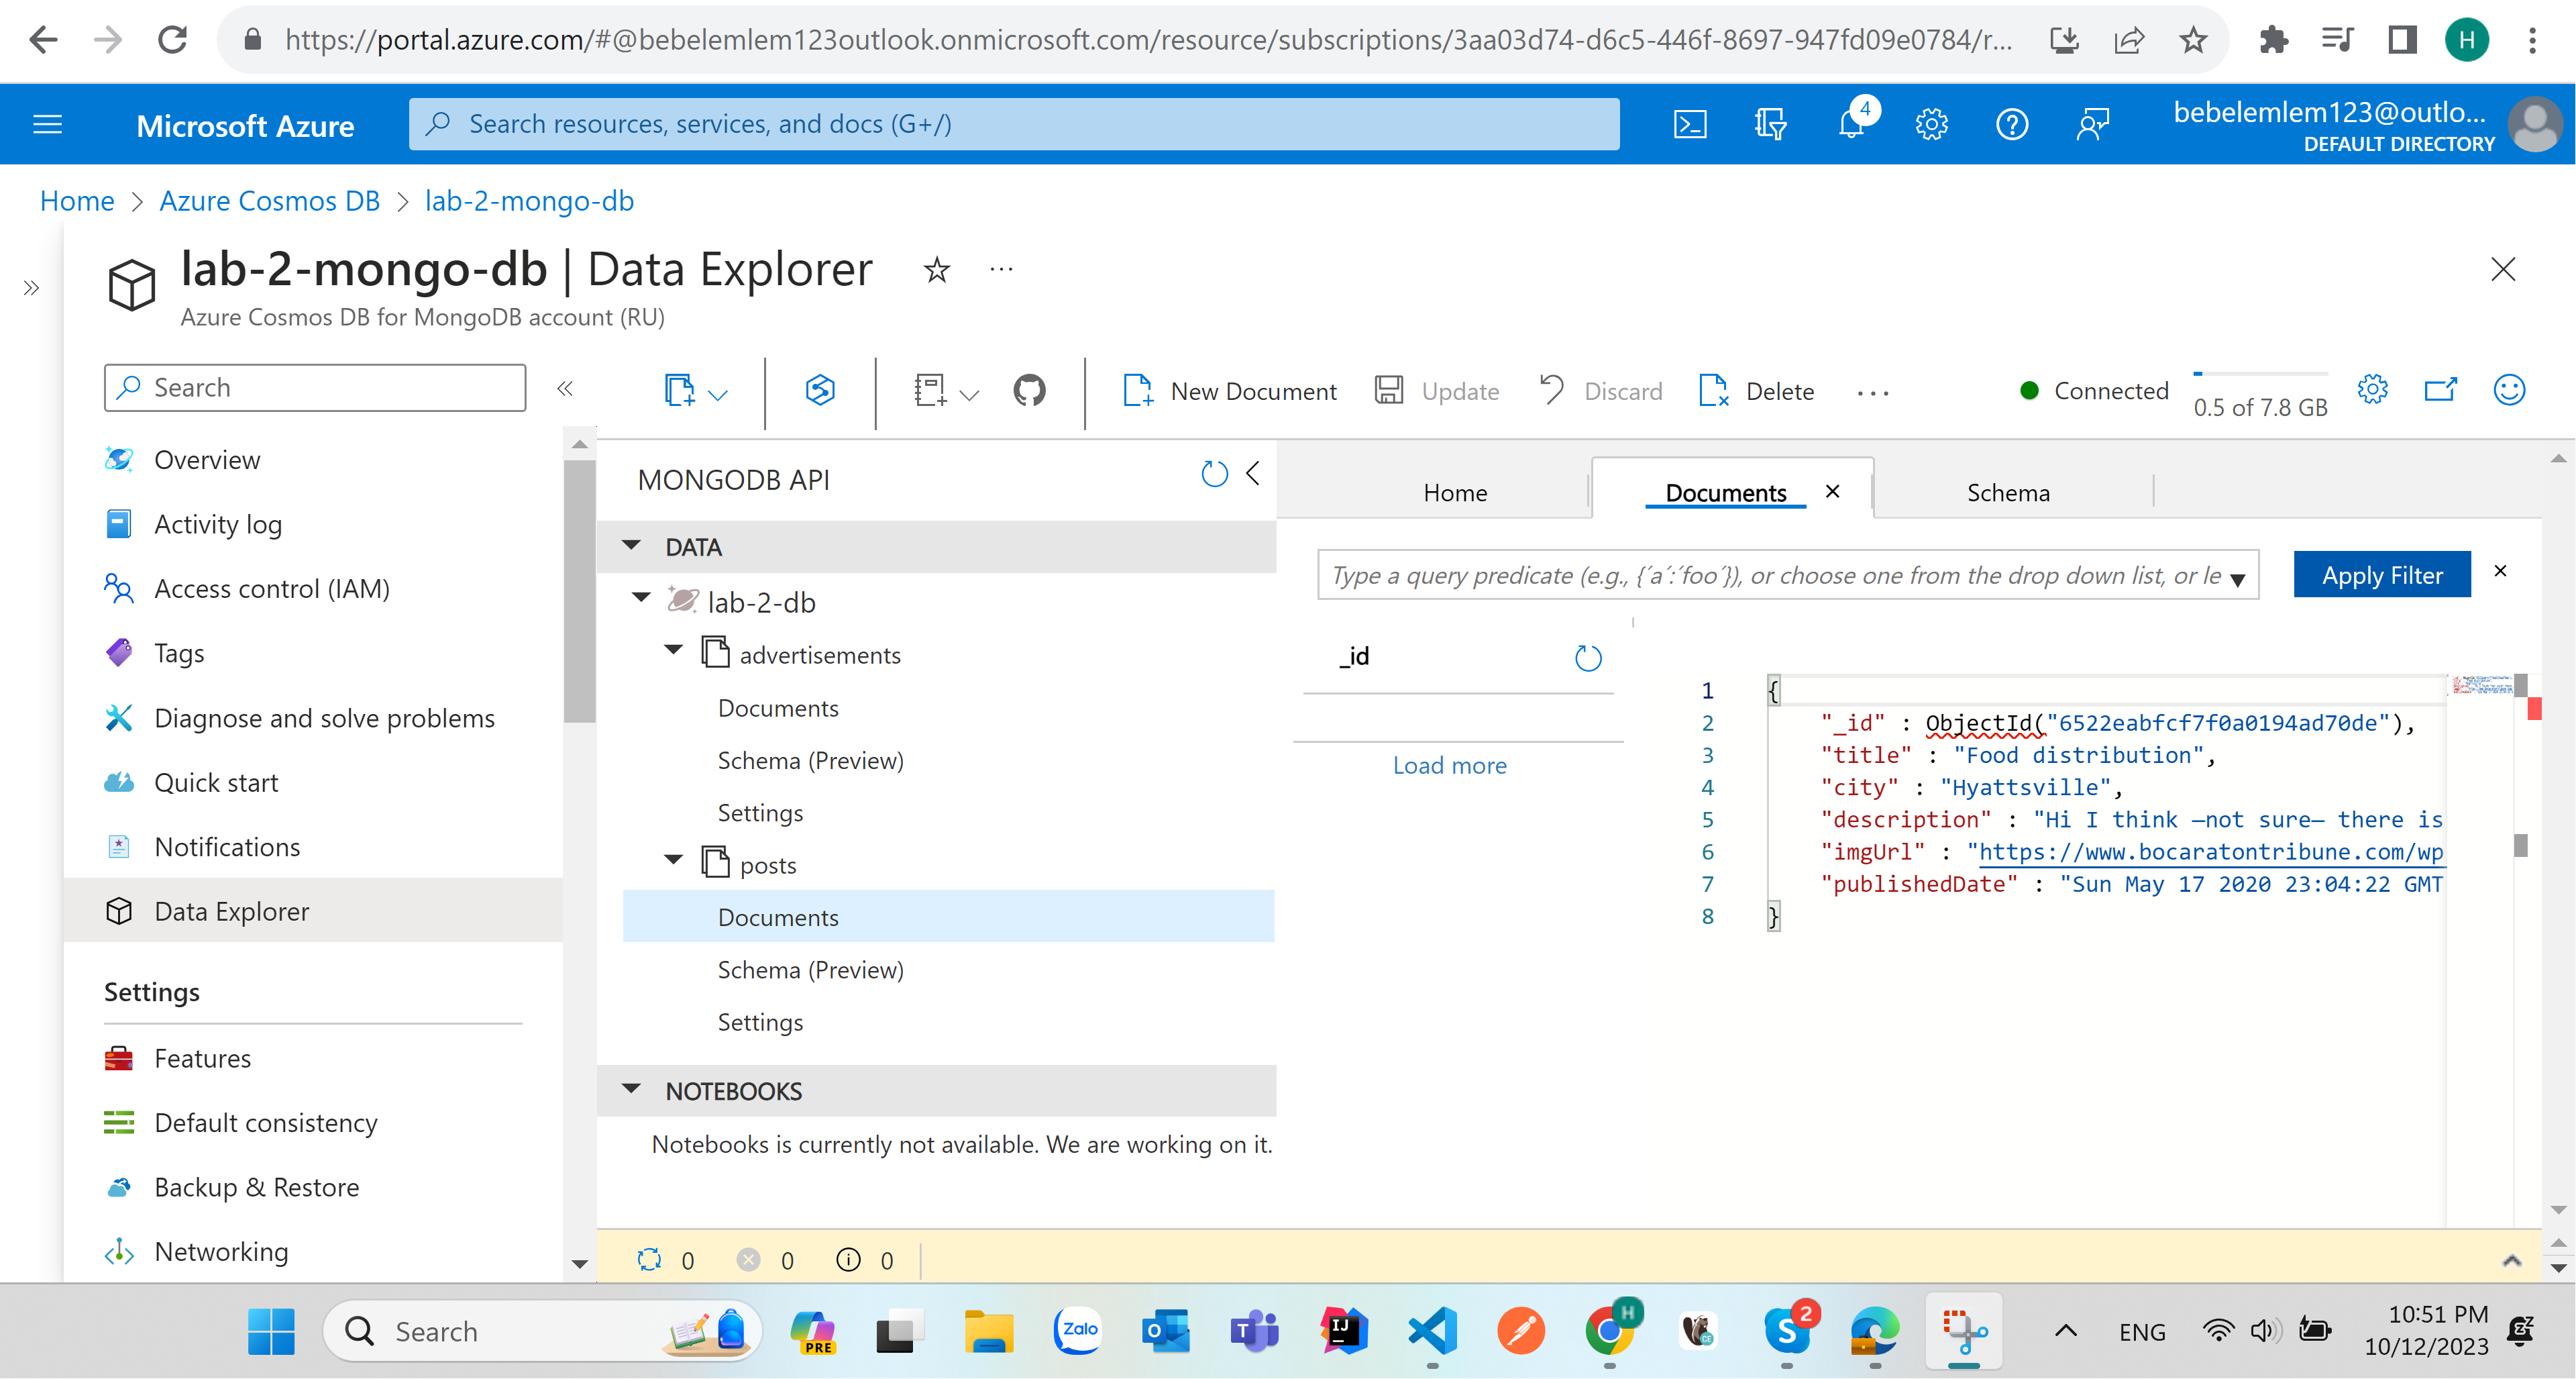 https://portal.azure.com/#@bebelemlem123outlook.onmicrosoft.com/resource/subscriptions/3aa03d74-d6c5-446f-8697-947fd09e0784/r...
H
Microsoft Azure
Search resources, services, and docs (G+/)
4
bebelemlem123@outlo...
DEFAULT DIRECTORY
Home > Azure Cosmos DB > lab-2-mongo-db
lab-2-mongo-db | Data Explorer
Azure Cosmos DB for MongoDB account (RU)
Search
New Document
Update
Discard
Delete
Connected
0.5 of 7.8 GB
Overview
Activity log
Access control (IAM)
Tags
Diagnose and solve problems
Quick start
Notifications
Data Explorer
Settings
Features
Default consistency
Backup & Restore
Networking
MONGODB API
DATA
lab-2-db
advertisements
Documents
Schema (Preview)
Settings
posts
Documents
Schema (Preview)
Settings
NOTEBOOKS
Notebooks is currently not available. We are working on it.
Home
Documents
Schema
Type a query predicate (e.g., {´a´:´foo´}), or choose one from the drop down list, or le
Apply Filter
_id
Load more
1 {
2 "_id" : ObjectId("6522eabfcf7f0a0194ad70de"),
3 "title" : "Food distribution",
4 "city" : "Hyattsville",
5 "description" : "Hi I think –not sure– there is
6 "imgUrl" : "https://www.bocaratontribune.com/wp
7 "publishedDate" : "Sun May 17 2020 23:04:22 GMT
8 }
0 0 0
Search
PRE
Zalo
O
T
IJ
H
CE
S
2
ENG
10:51 PM
10/12/2023